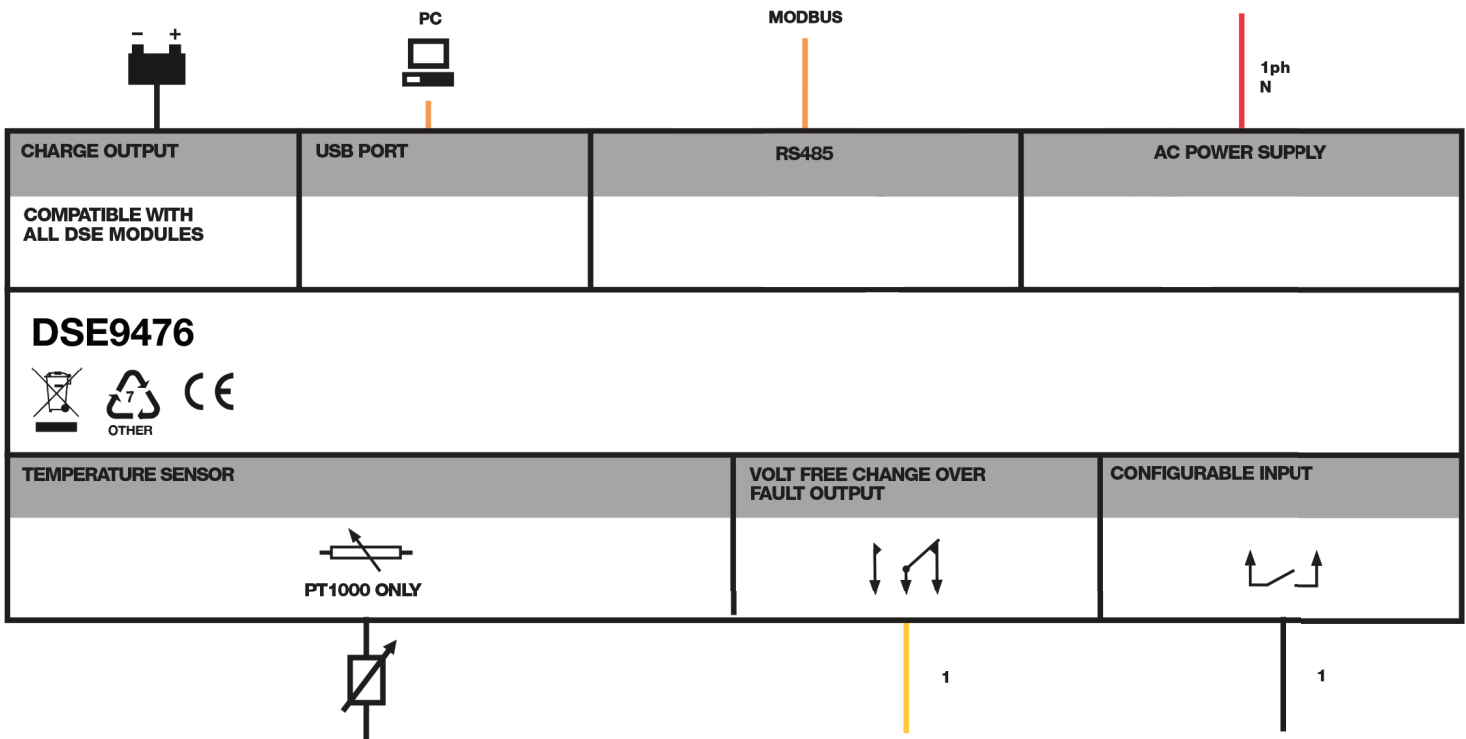 PC
MODBUS
- +
1ph
N
CHARGE OUTPUT
USB PORT
RS485
AC POWER SUPPLY
COMPATIBLE WITH
ALL DSE MODULES
DSE9476
7
CE
OTHER
TEMPERATURE SENSOR
VOLT FREE CHANGE OVER
FAULT OUTPUT
CONFIGURABLE INPUT
PT1000 ONLY
1
1